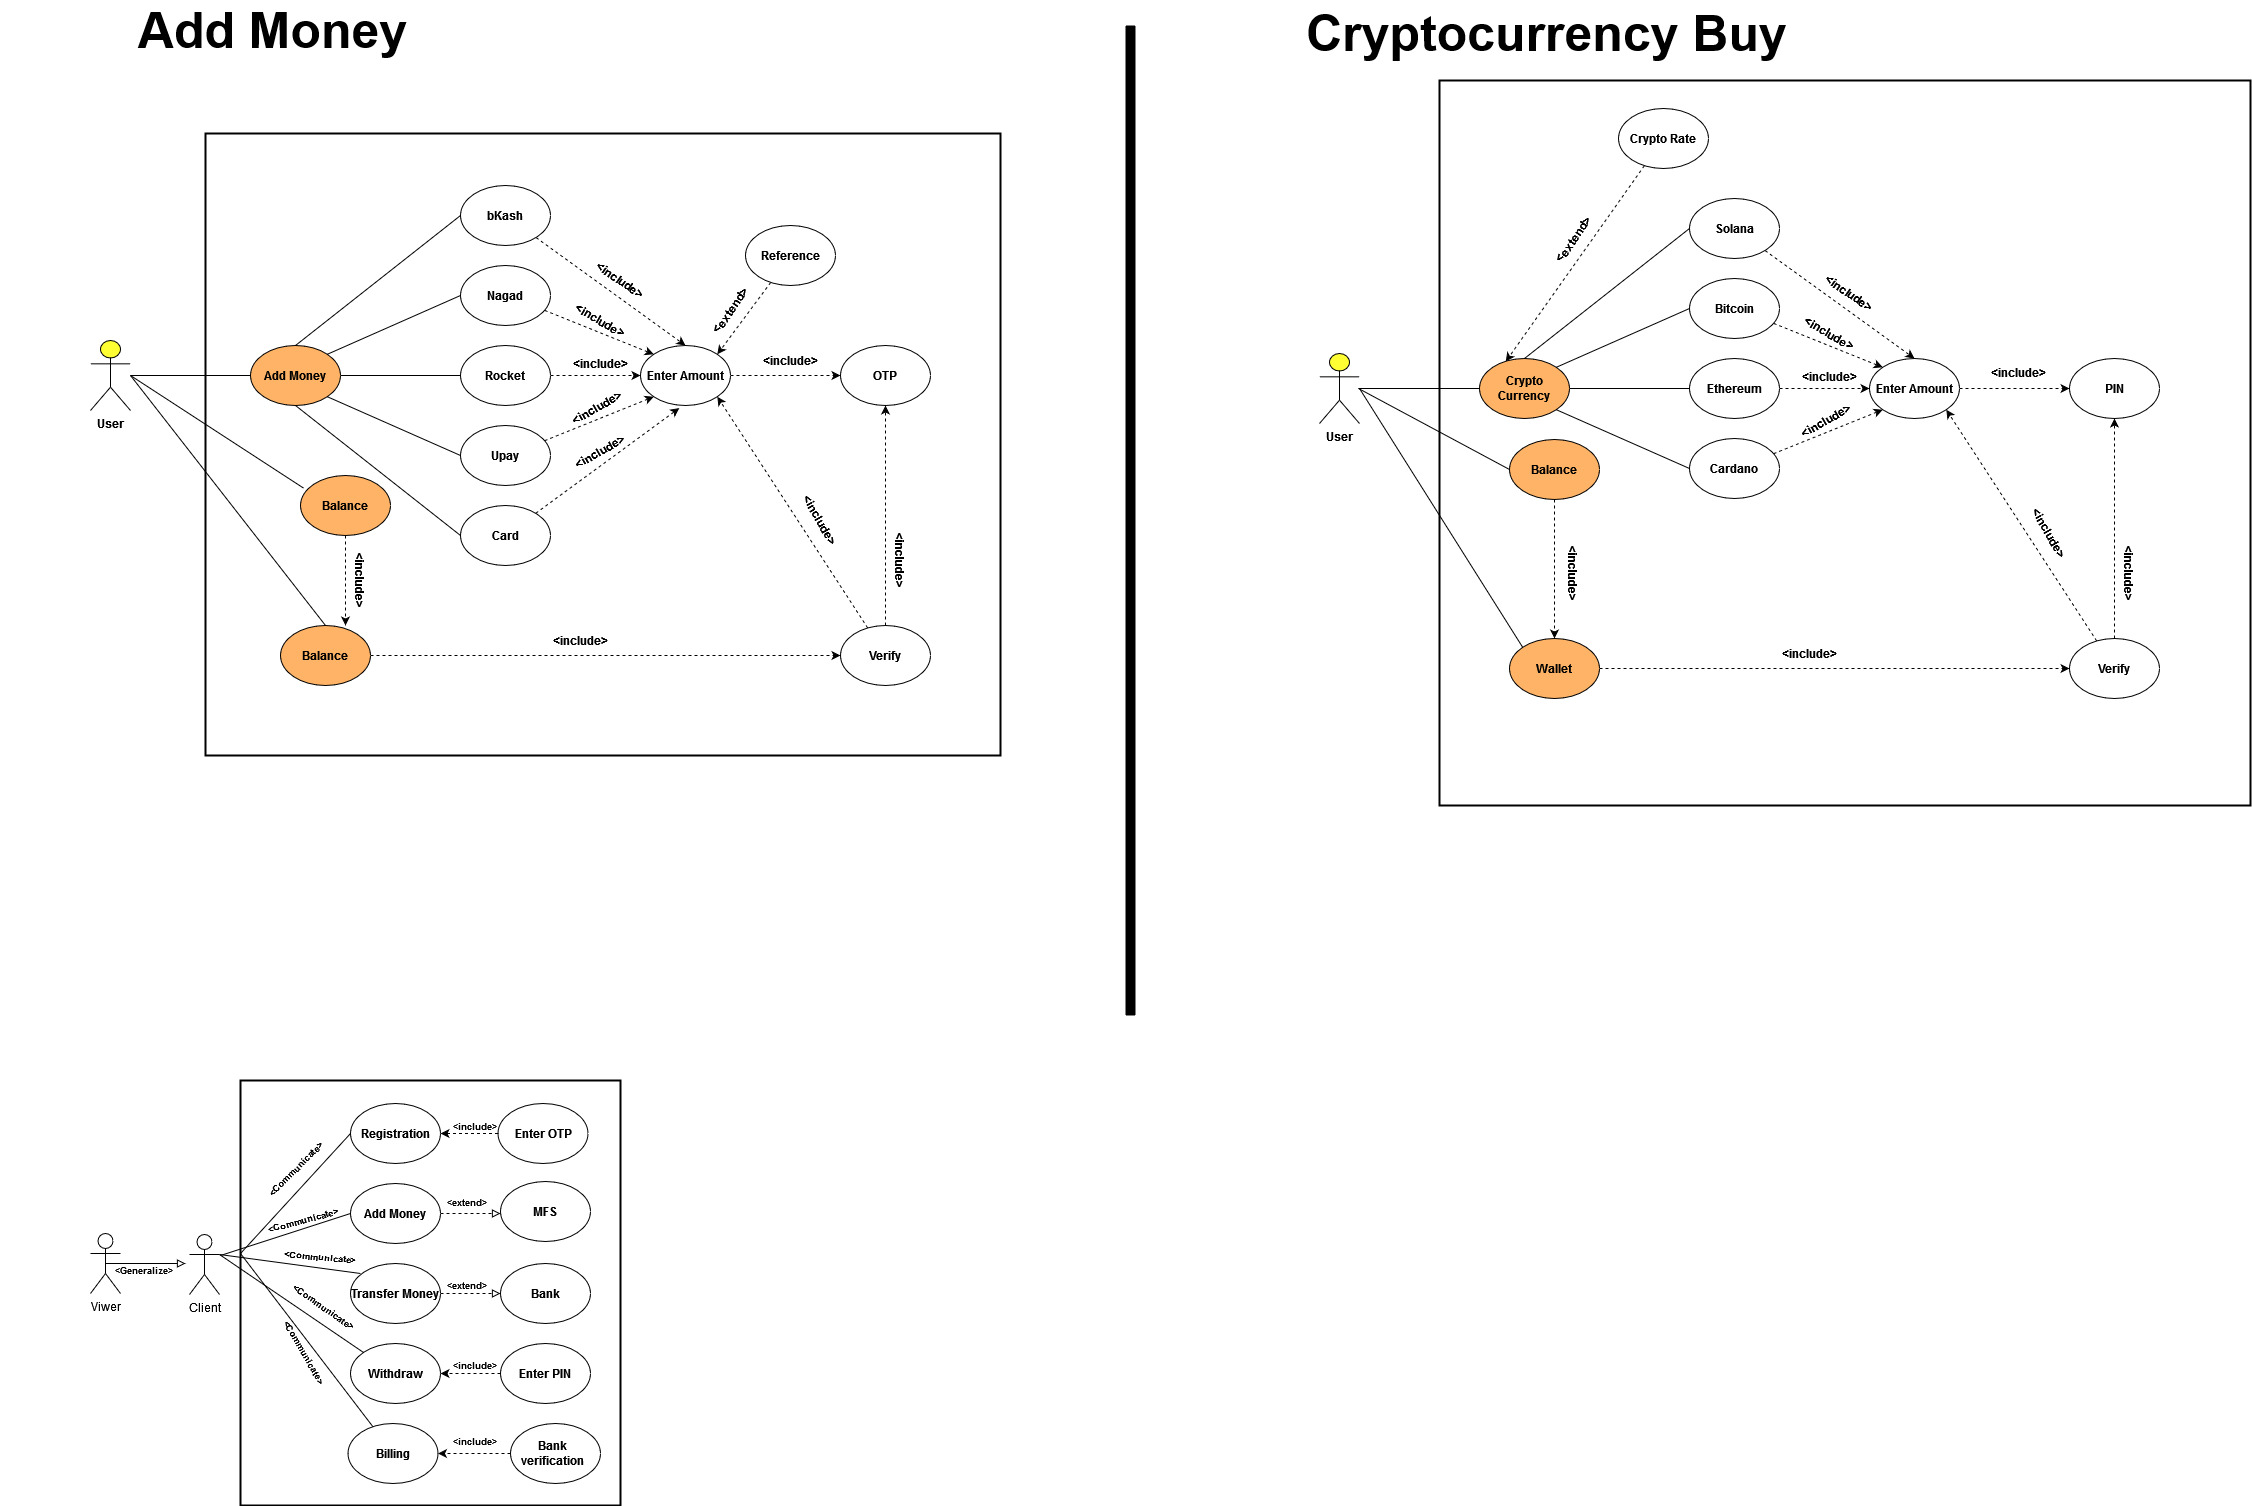 Add Money
Cryptocurrency Buy
bKash
Nagad
Rocket
Upay
Card
Reference
<include>
<include>
<include>
<include>
<include>
<extend>
Enter Amount
<include>
OTP
User
Add Money
Balance
<include>
Balance
<include>
<include>
<include>
Verify
Crypto Rate
<extend>
Solana
Bitcoin
Ethereum
Cardano
<include>
<include>
<include>
<include>
Enter Amount
<include>
PIN
User
Crypto
Currency
Balance
<include>
Wallet
<include>
<include>
<include>
Verify
Registration
<include>
Enter OTP
<Communicate>
Add Money
<extend>
MFS
<Communicate>
<Communicate>
Transfer Money
<extend>
Bank
<Generalize>
Viwer
Client
<Communicate>
Withdraw
<include>
Enter PIN
<Communicate>
Billing
<include>
Bank
verification